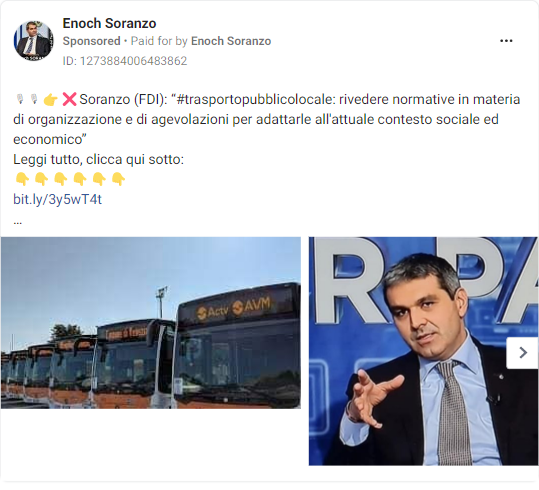 Enoch Soranzo
Sponsored • Paid for by Enoch Soranzo
ID: 1273884006483862
🎙🎙👉❌Soranzo (FDI): “#trasportopubblicolocale: rivedere normative in materia
di organizzazione e di agevolazioni per adattarle all'attuale contesto sociale ed
economico”
Leggi tutto, clicca qui sotto:
👇👇👇👇👇👇
bit.ly/3y5wT4t
...
Actv AVM
R PA